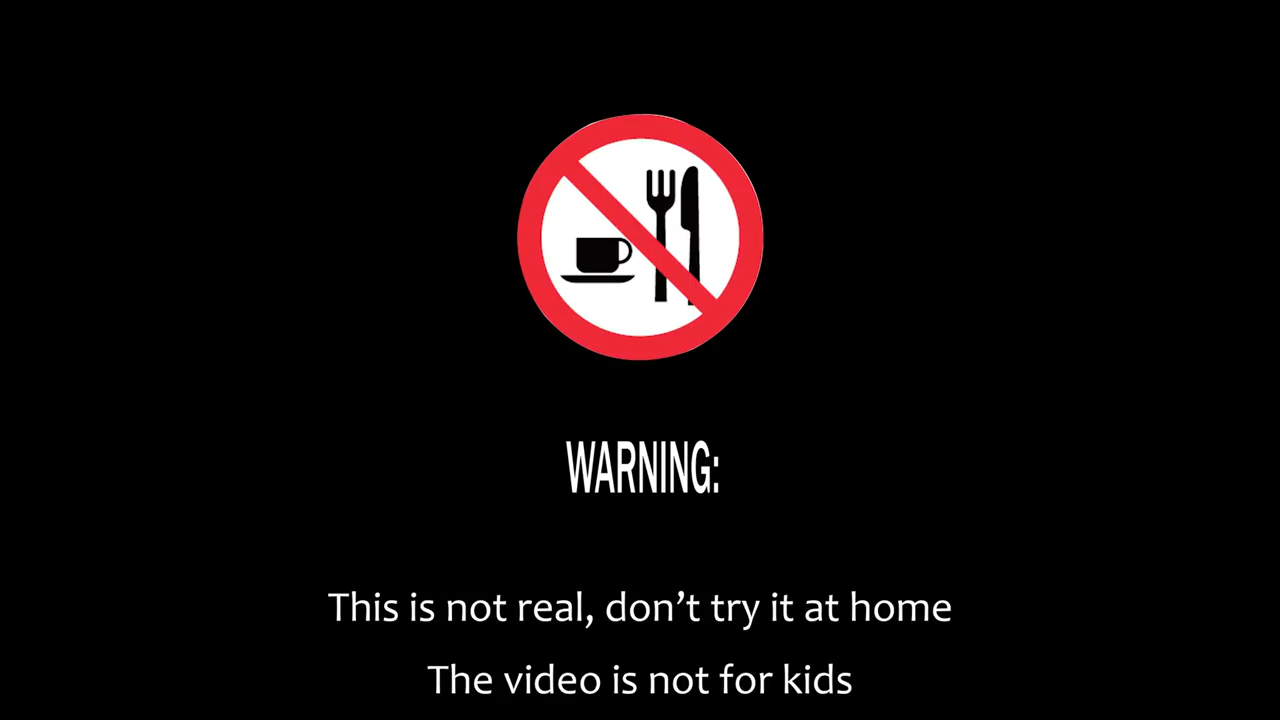 WARNING:
This is not real, don’t try it at home
The video is not for kids